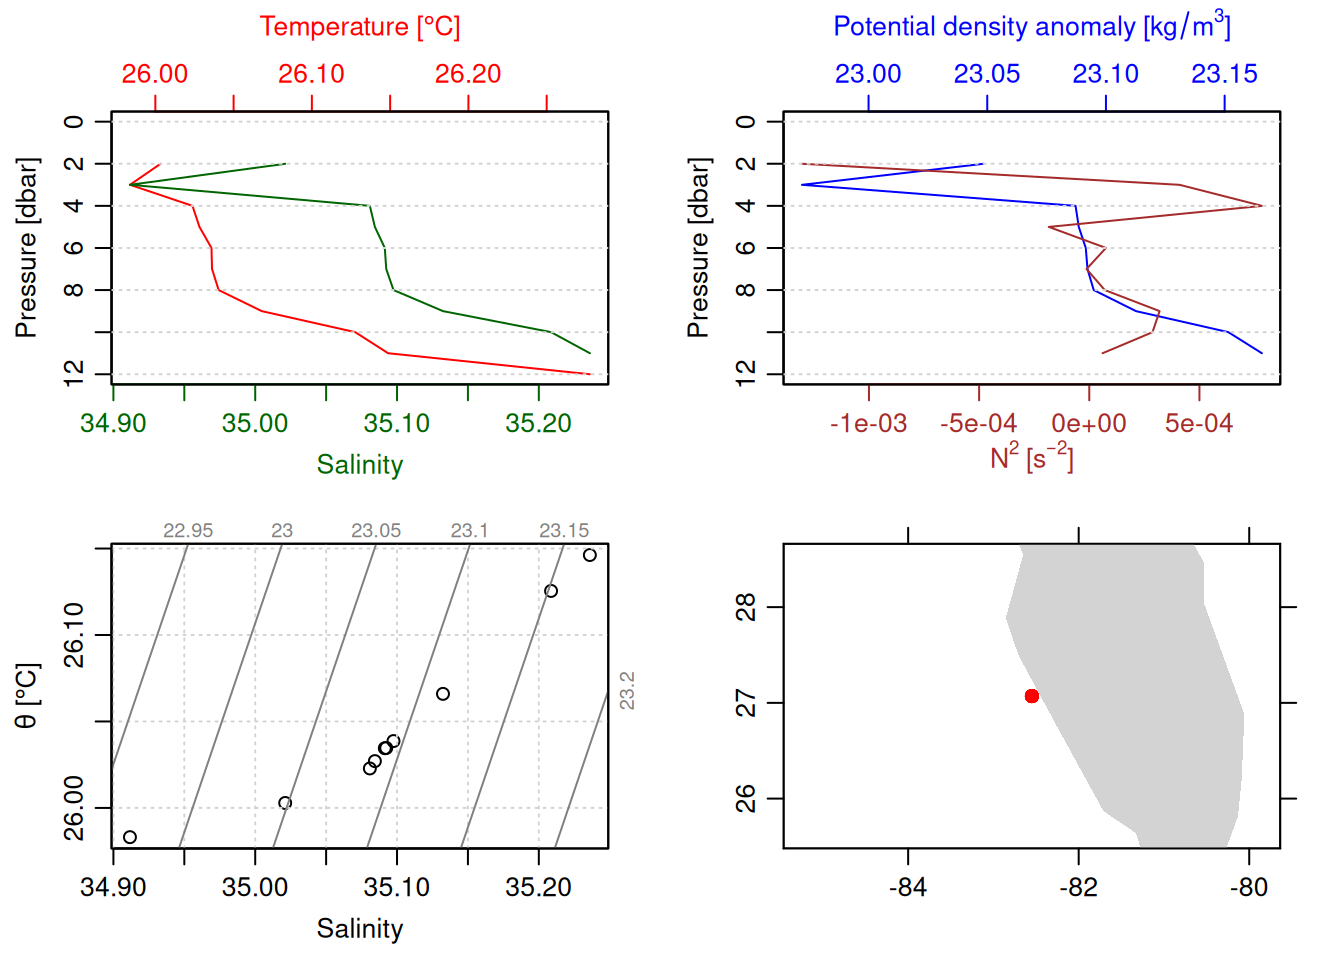 Temperature [°C]
26.00 26.10 26.20
0
2
4
6
8
12
Pressure [dbar]
34.90 35.00 35.10 35.20
Salinity
Potential density anomaly [kg/m³]
23.00 23.05 23.10 23.15
0
2
4
6
8
12
Pressure [dbar]
-1e-03 -5e-04 0e+00 5e-04
N² [s⁻²]
22.95 23 23.05 23.1 23.15
23.2
26.10
26.00
θ [°C]
34.90 35.00 35.10 35.20
Salinity
28
27
26
-84 -82 -80